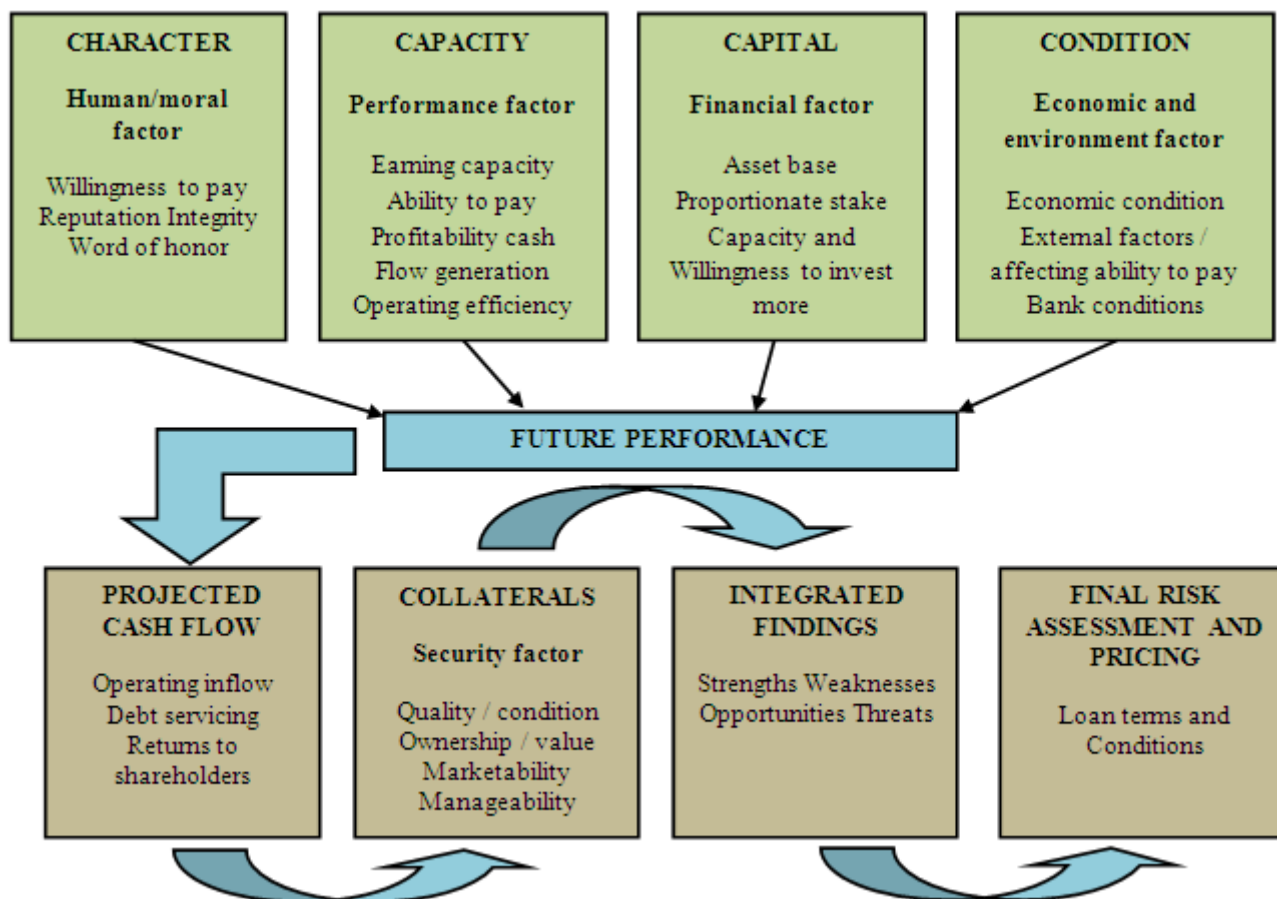 CHARACTER
Human/moral
factor
Willingness to pay
Reputation Integrity
Word of honor
CAPACITY
Performance factor
Earning capacity
Ability to pay
Profitability cash
Flow generation
Operating efficiency
CAPITAL
Financial factor
Asset base
Proportionate stake
Capacity and
Willingness to invest
more
CONDITION
Economic and
environment factor
Economic condition
External factors /
affecting ability to pay
Bank conditions
FUTURE PERFORMANCE
PROJECTED
CASH FLOW
Operating inflow
Debt servicing
Returns to
shareholders
COLLATERALS
Security factor
Quality / condition
Ownership / value
Marketability
Manageability
INTEGRATED
FINDINGS
Strengths Weaknesses
Opportunities Threats
FINAL RISK
ASSESSMENT AND
PRICING
Loan terms and
Conditions